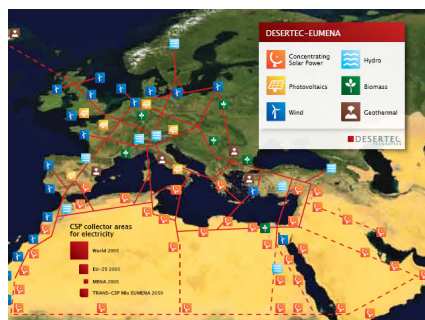 DESERTEC-EUMENA
Concentrating
Solar Power
Hydro
Photovoltaics
Biomass
Wind
Geothermal
DESERTEC
FOUNDATION
CSP collector areas
for electricity
World 2005
EU-25 2005
MENA 2005
TRANS-CSP Mix EUMENA 2050